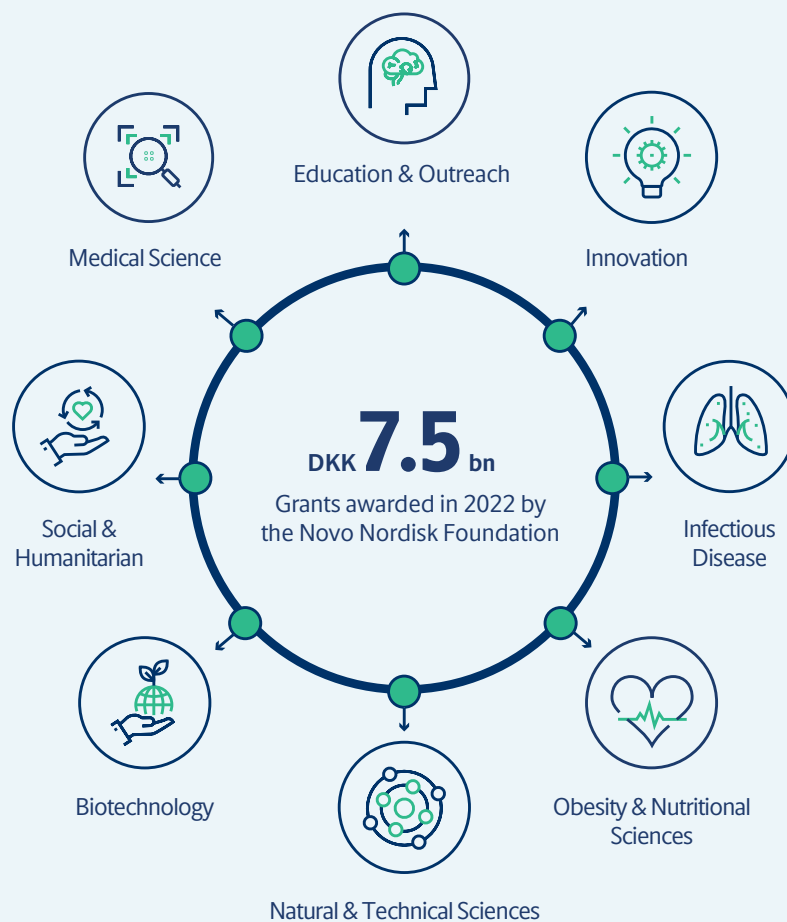 Education & Outreach
Medical Science
Innovation
DKK 7.5 bn
Grants awarded in 2022 by
the Novo Nordisk Foundation
Social &
Humanitarian
Infectious
Disease
Biotechnology
Obesity & Nutritional
Sciences
Natural & Technical Sciences